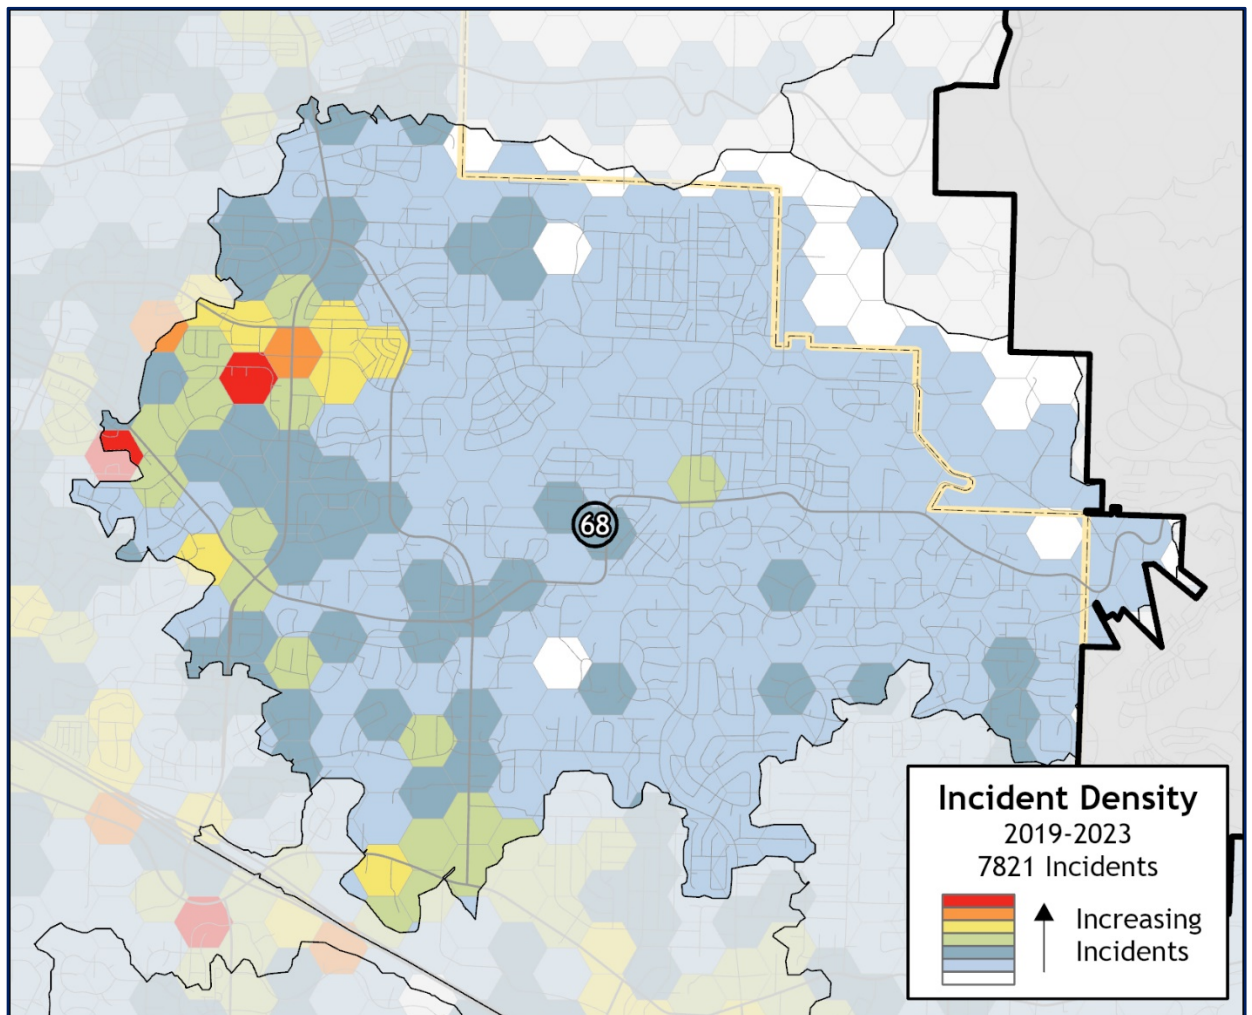 68
Incident Density
2019-2023
7821 Incidents
Increasing
Incidents